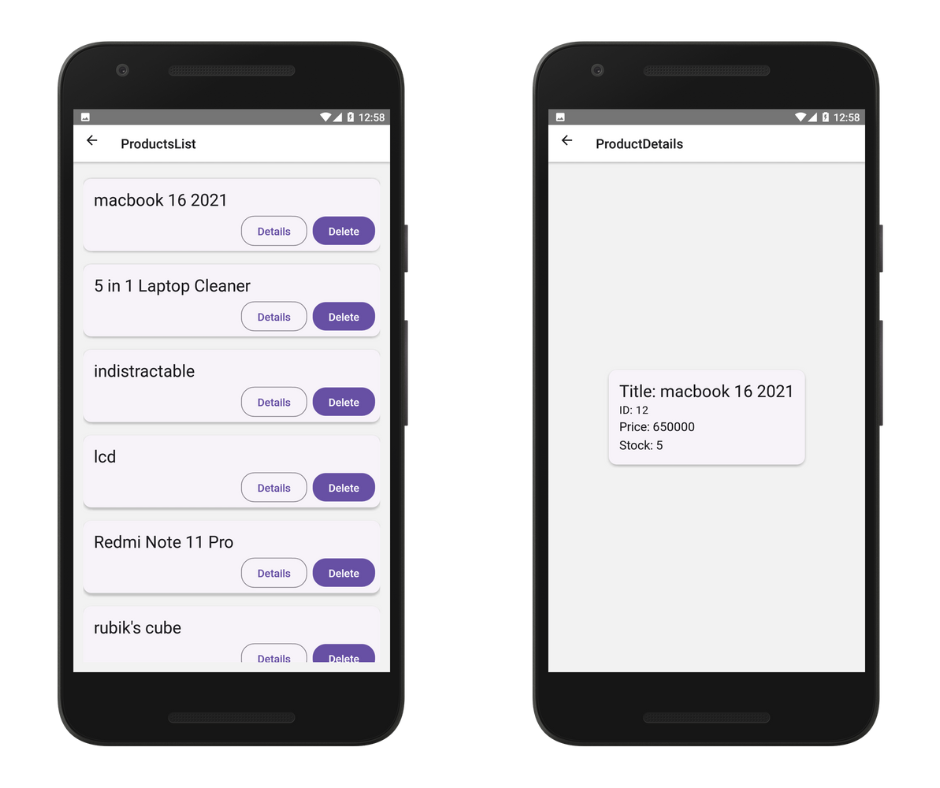 12:58
ProductsList
macbook 16 2021
Details Delete
5 in 1 Laptop Cleaner
Details Delete
indistractable
Details Delete
lcd
Details Delete
Redmi Note 11 Pro
Details Delete
rubik's cube
Details Delete
12:58
ProductDetails
Title: macbook 16 2021
ID: 12
Price: 650000
Stock: 5